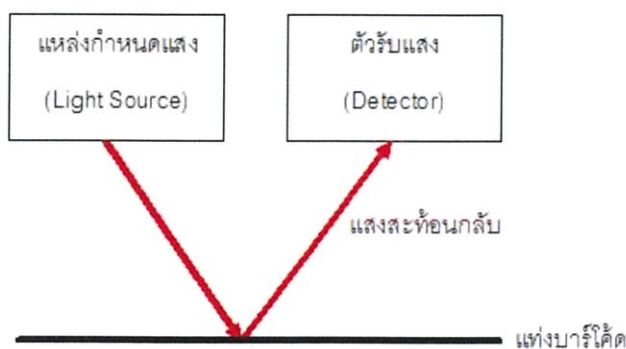 แหล่งกำหนดแสง
(Light Source)
ตัวรับแสง
(Detector)
แสงสะท้อนกลับ
แท่งบาร์โค้ด